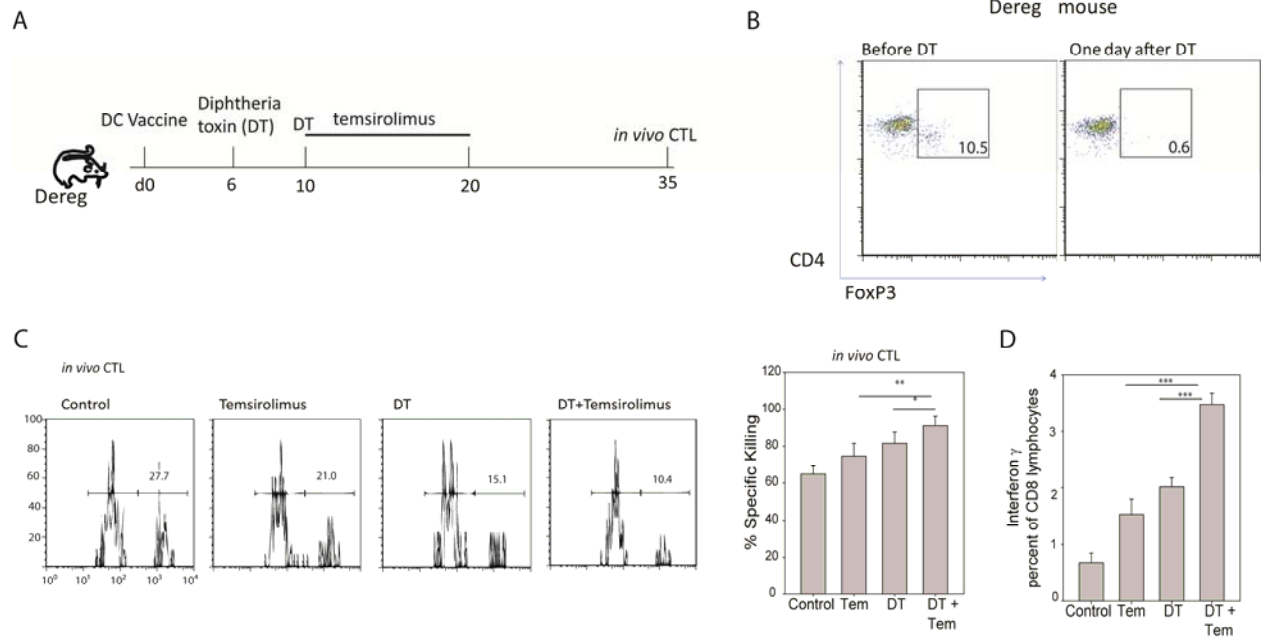 A
DC Vaccine
Diphtheria
toxin (DT)
DT
temsirolimus
in vivo CTL
Dereg
d0
6
10
20
35
B
Dereg mouse
Before DT
One day after DT
10.5
0.6
CD4
FoxP3
C
in vivo CTL
Control
Temsirolimus
DT
DT+Temsirolimus
100
80
60
40
20
27.7
21.0
15.1
10.4
10⁰ 10¹ 10² 10³ 10⁴
in vivo CTL
% Specific Killing
120
100
80
60
40
20
0
**
*
Control Tem DT DT +
Tem
D
Interferon γ
percent of CD8 lymphocytes
4
3
2
1
0
***
***
Control Tem DT DT +
Tem